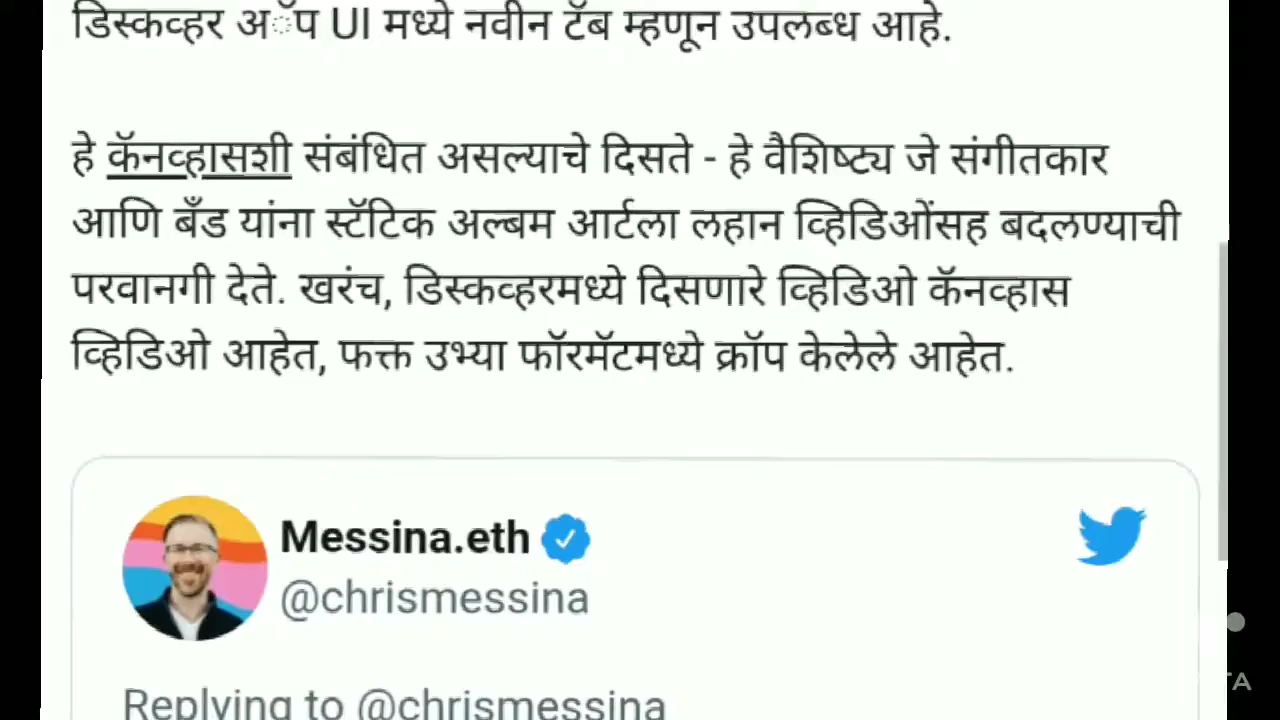 डिस्कव्हर अॅप UI मध्ये नवीन टॅब म्हणून उपलब्ध आहे.
हे कॅनव्हासशी संबंधित असल्याचे दिसते - हे वैशिष्ट्य जे संगीतकार
आणि बँड यांना स्टॅटिक अल्बम आर्टला लहान व्हिडिओंसह बदलण्याची
परवानगी देते. खरंच, डिस्कव्हरमध्ये दिसणारे व्हिडिओ कॅनव्हास
व्हिडिओ आहेत, फक्त उभ्या फॉरमॅटमध्ये क्रॉप केलेले आहेत.
Messina.eth
@chrismessina
Replying to @chrismessina